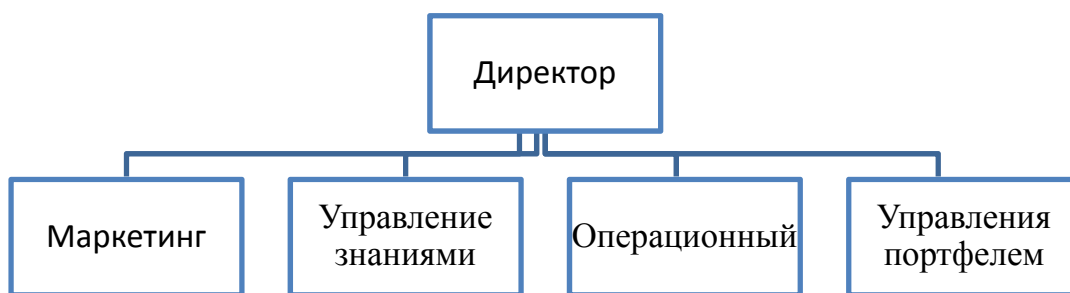 Директор
Маркетинг
Управление
знаниями
Операционный
Управления
портфелем